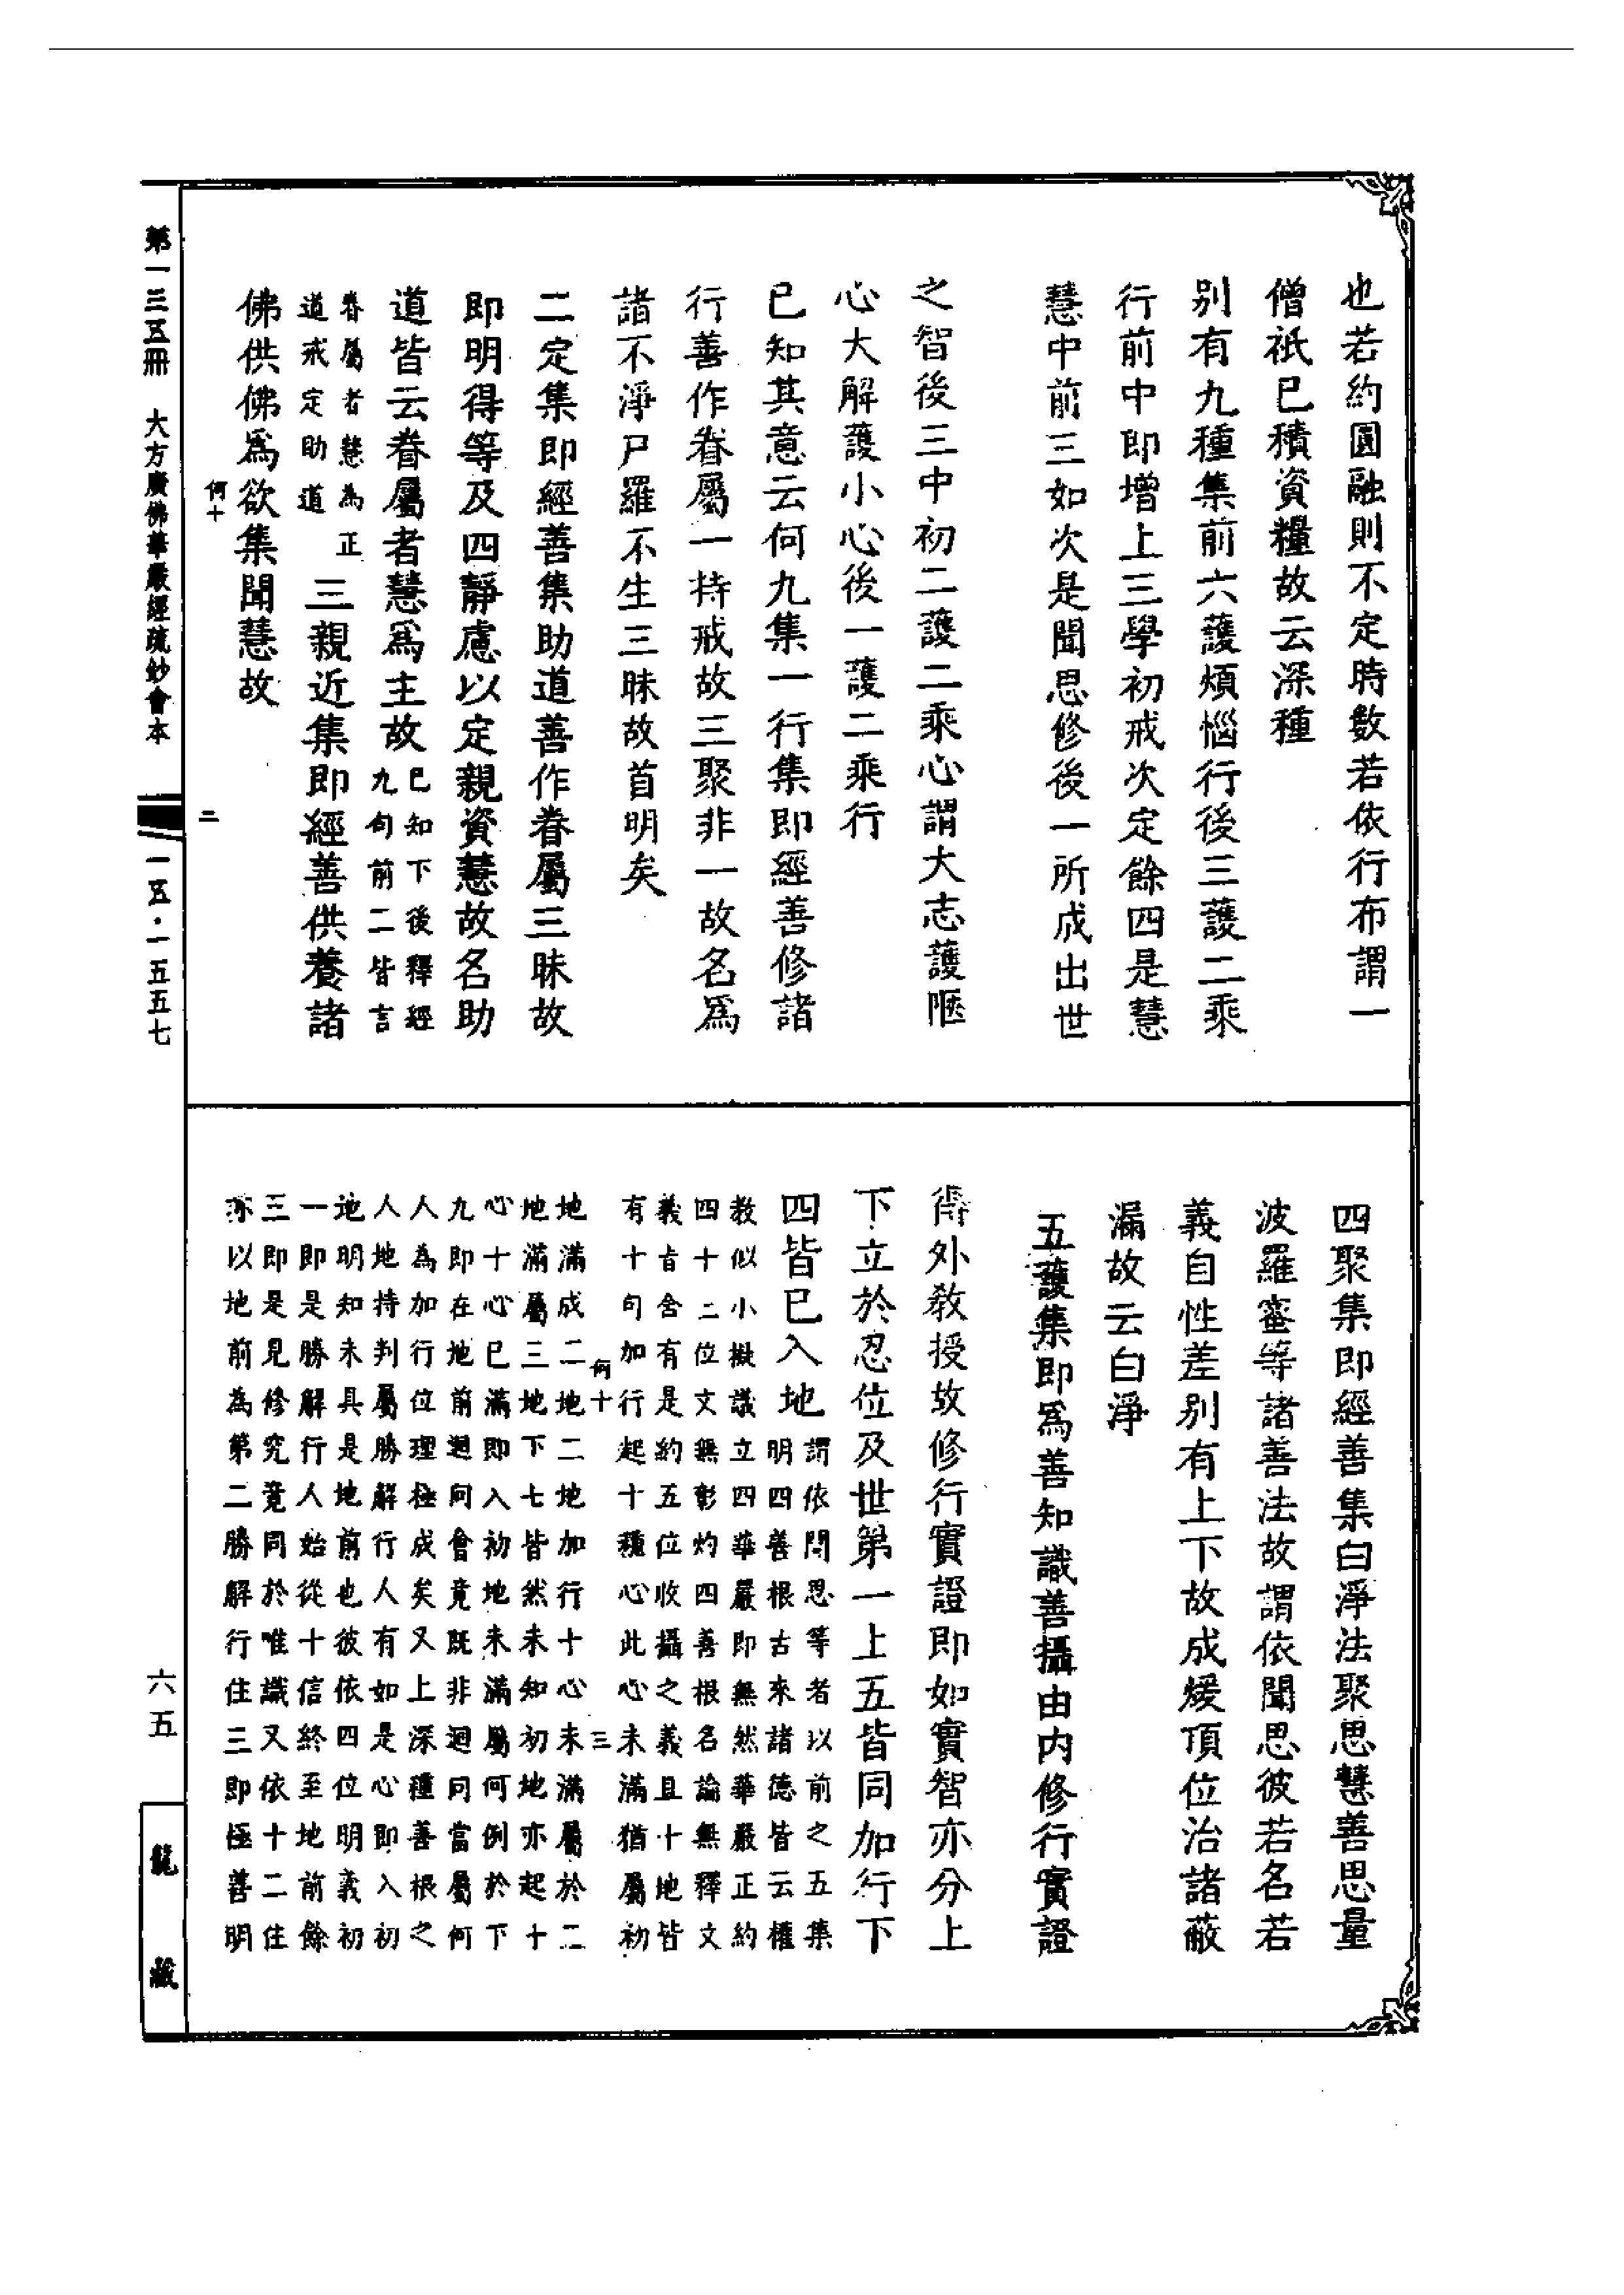 也若約圓融則不定時數若依行布謂一
僧祇已積資糧故云深種
別有九種集前六護煩惱行後三護二乘
行前中即增上三學初戒次定餘四是慧
慧中前三如次是聞思修後一所成出世
之智後三中初二護二乘心謂大志護陿
心大解護小心後一護二乘行
已知其意云何九集一行集即經善修諸
行善作眷屬一持戒故三聚非一故名爲
諸不淨尸羅不生三昧故首明矣
二定集即經善集助道善作眷屬三昧故
即明得等及四靜慮以定親資慧故名助
道皆云眷屬者慧爲主故
已知下後釋經
九句前二皆言
眷屬者慧為正
道戒定助道
三親近集即經善供養諸
佛供佛爲欲集聞慧故
何十
二
四聚集即經善集白淨法聚思慧善思量
波羅蜜等諸善法故謂依聞思彼若名若
義自性差別有上下故成煖頂位治諸蔽
漏故云白淨
五護集即爲善知識善攝由內修行實證
得外教授故修行實證即如實智亦分上
下立於忍位及世第一上五皆同加行下
四皆已入地
謂依問思等者以前之五集
明四善根古來諸德皆云權
教似小擬議立四華嚴即無然華嚴正約
四十二位文無彰灼四善根名論無釋文
義旨含有是約五位收攝之義且十地皆
有十句加行起十種心此心未滿猶屬初
何十
三
地滿成二地二地加行十心未滿屬於二
地滿屬三地下七皆然未知初地亦起十
心十心已滿即入初地未滿屬何例於下
九即在地前迴向會竟既非迴向當屬何
人為加行位理極成矣又上深種善根之
人地持判屬勝解行人有如是心即入初
地明知未具是地前也彼依四位明義初
一即是勝解行人始從十信終至地前餘
三即是見修究竟同於唯識又依十二住
亦以地前為第二勝解行住三即極善明
第一三五冊　大方廣佛華嚴經疏鈔會本
一五·一五五七
六五
龍藏